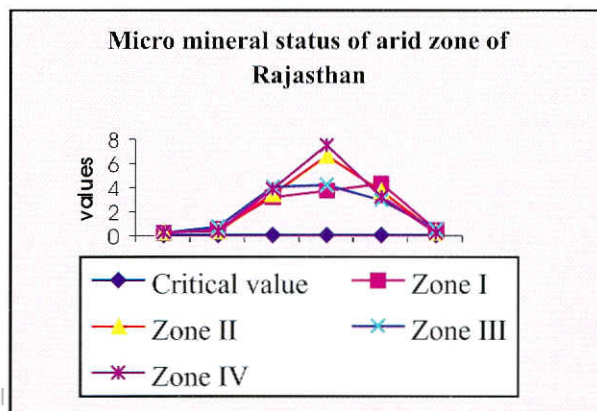 Micro mineral status of arid zone of
Rajasthan
8
6
4
2
0
values
Critical value
Zone I
Zone II
Zone III
Zone IV